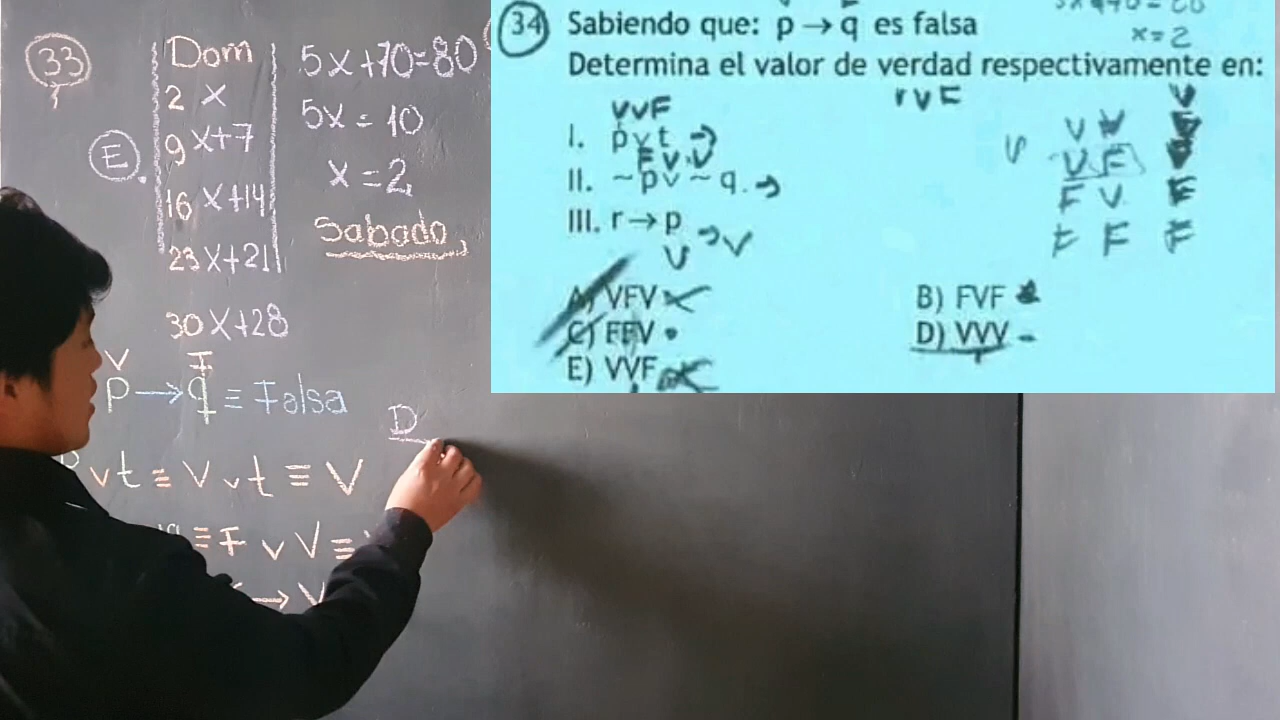 33
Dom
2 x
9 x+7
16 x+14
23 x+21
30 x+28
E.
5x+70=80
5x = 10
x = 2
Sabado
V F
p → q ≡ Falsa
v t ≡ V v t ≡ V
q ≡ F v V ≡
→ V
D
34 Sabiendo que: p → q es falsa
x=2
Determina el valor de verdad respectivamente en:
VVF
I. p v t
F V V
II. ~p v ~q.
III. r → p
V V
A) VFV
B) FVF
C) FFV
D) VVV
E) VVF
V
V F
F V F
F F F